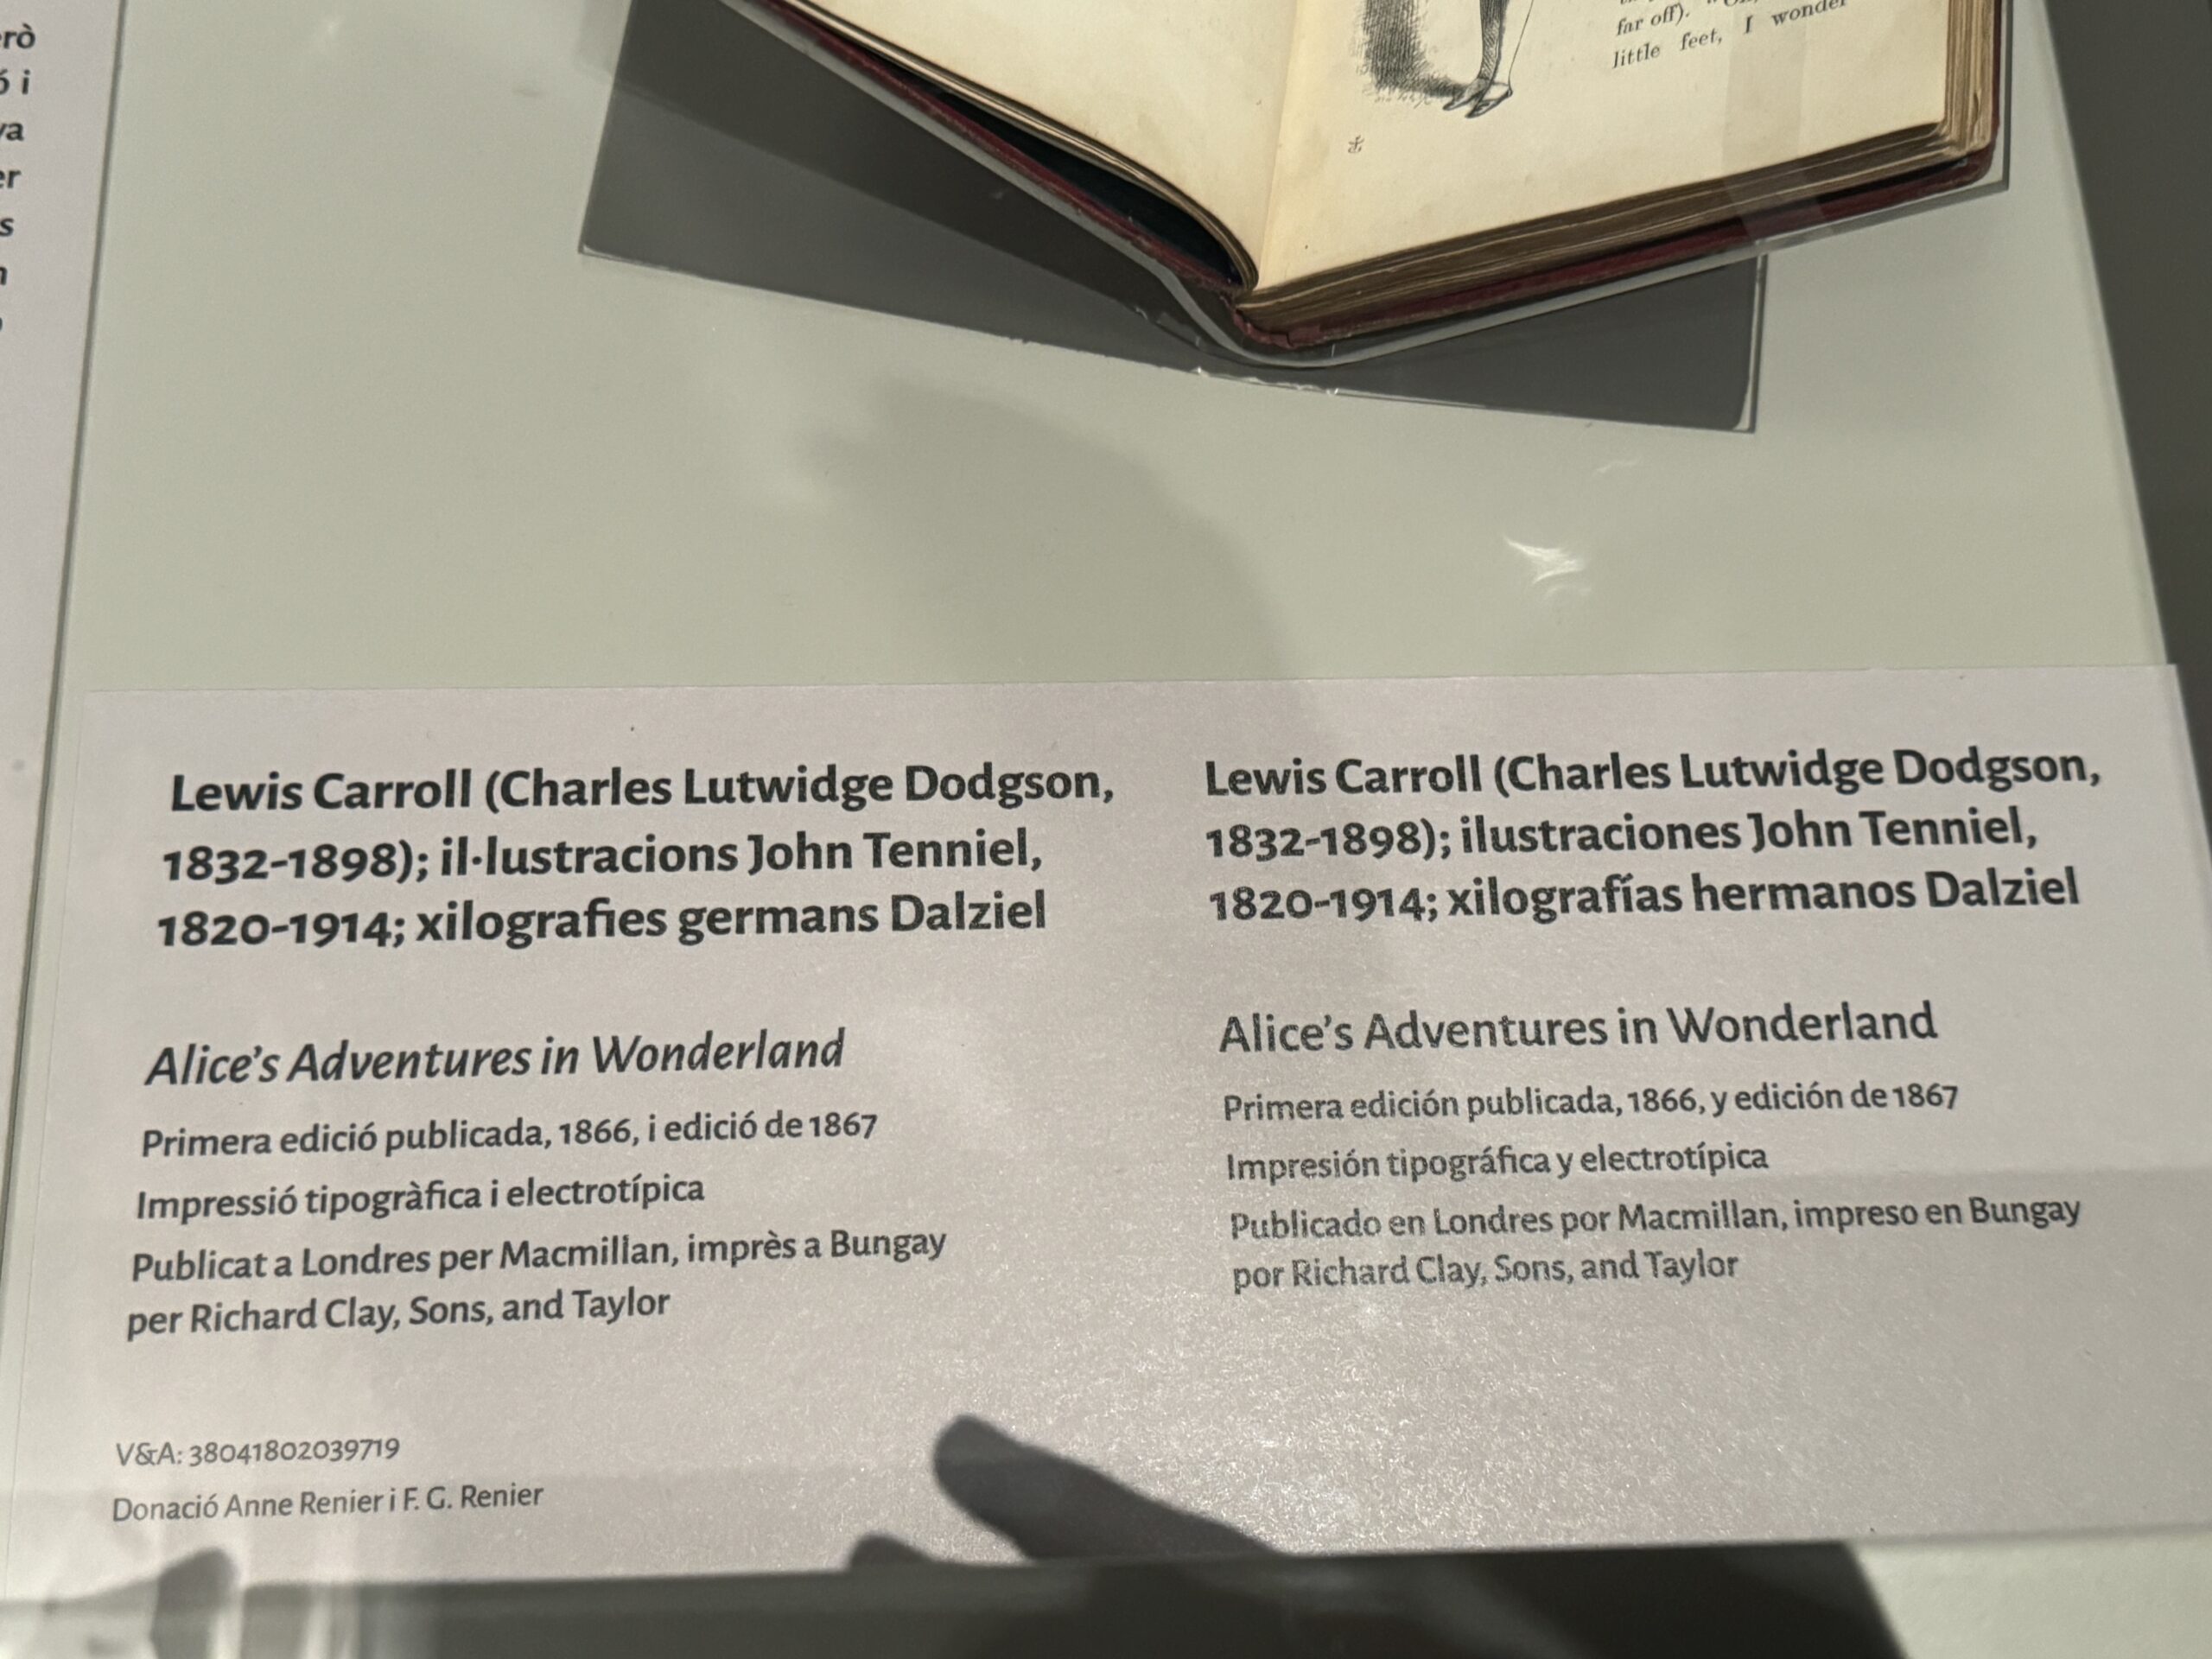 far off).
little feet, I wonder
Lewis Carroll (Charles Lutwidge Dodgson,
1832-1898); il·lustracions John Tenniel,
1820-1914; xilografies germans Dalziel
Alice's Adventures in Wonderland
Primera edició publicada, 1866, i edició de 1867
Impressió tipogràfica i electrotípica
Publicat a Londres per Macmillan, imprès a Bungay
per Richard Clay, Sons, and Taylor
V&A: 38041802039719
Donació Anne Renier i F. G. Renier
Lewis Carroll (Charles Lutwidge Dodgson,
1832-1898); ilustraciones John Tenniel,
1820-1914; xilografías hermanos Dalziel
Alice's Adventures in Wonderland
Primera edición publicada, 1866, y edición de 1867
Impresión tipográfica y electrotípica
Publicado en Londres por Macmillan, impreso en Bungay
por Richard Clay, Sons, and Taylor